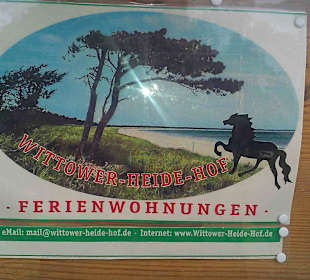 WITTOWER-HEIDE-HOF
· FERIENWOHNUNGEN ·
eMail: mail@wittower-heide-hof.de · Internet: www.Wittower-Heide-Hof.de